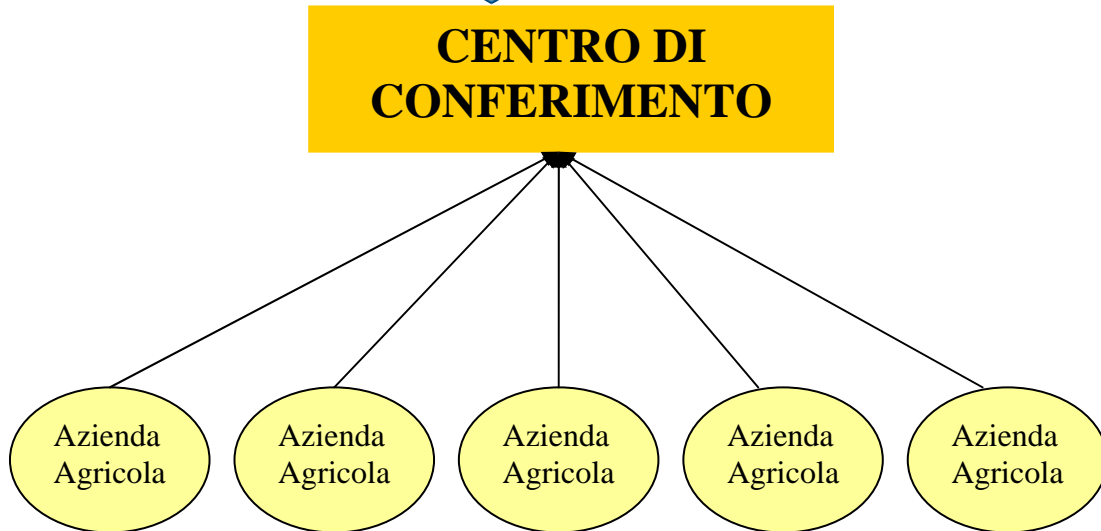 CENTRO DI
CONFERIMENTO
Azienda
Agricola
Azienda
Agricola
Azienda
Agricola
Azienda
Agricola
Azienda
Agricola